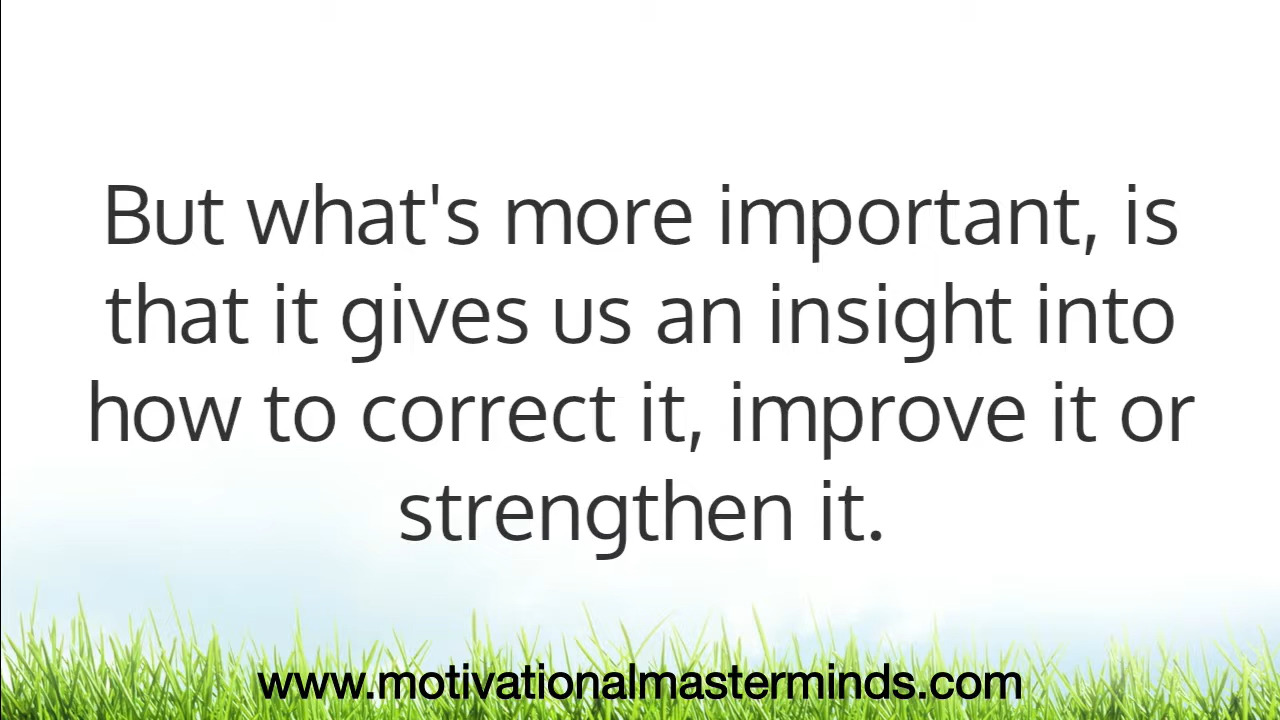 But what's more important, is
that it gives us an insight into
how to correct it, improve it or
strengthen it.
www.motivationalmasterminds.com